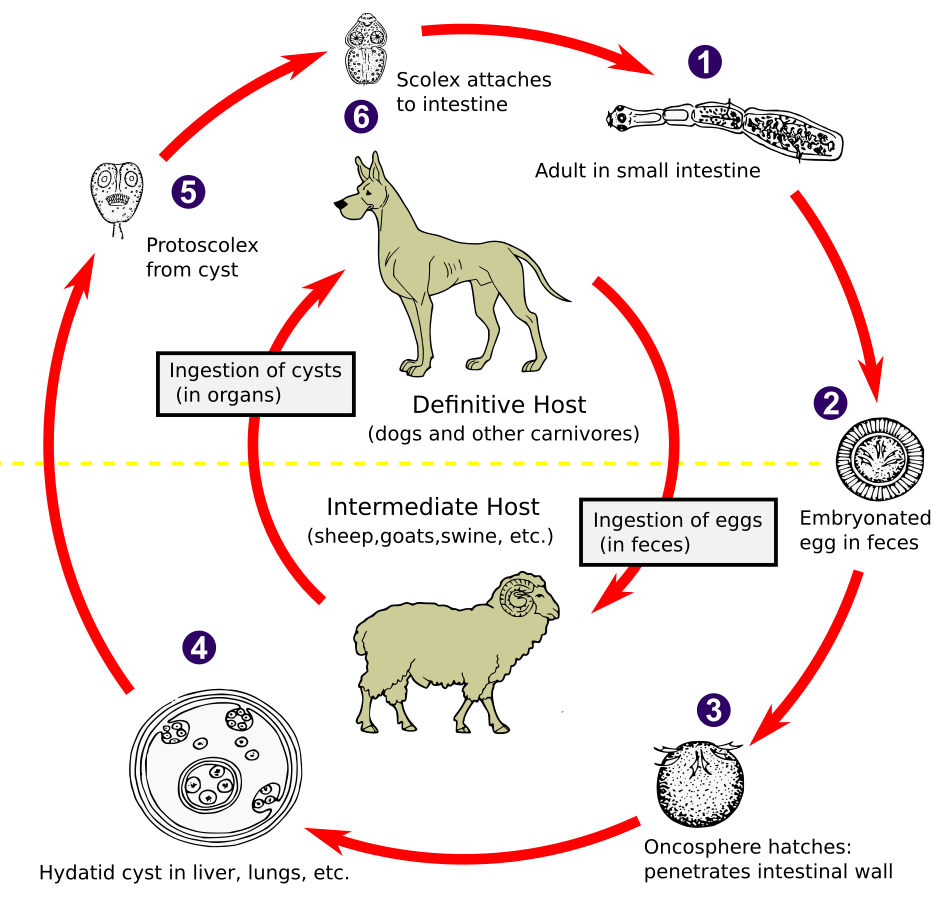 1
Scolex attaches
to intestine
6
Adult in small intestine
5
Protoscolex
from cyst
Ingestion of cysts
(in organs)
Definitive Host
(dogs and other carnivores)
2
Embryonated
egg in feces
Intermediate Host
(sheep,goats,swine, etc.)
Ingestion of eggs
(in feces)
4
3
Oncosphere hatches:
penetrates intestinal wall
Hydatid cyst in liver, lungs, etc.